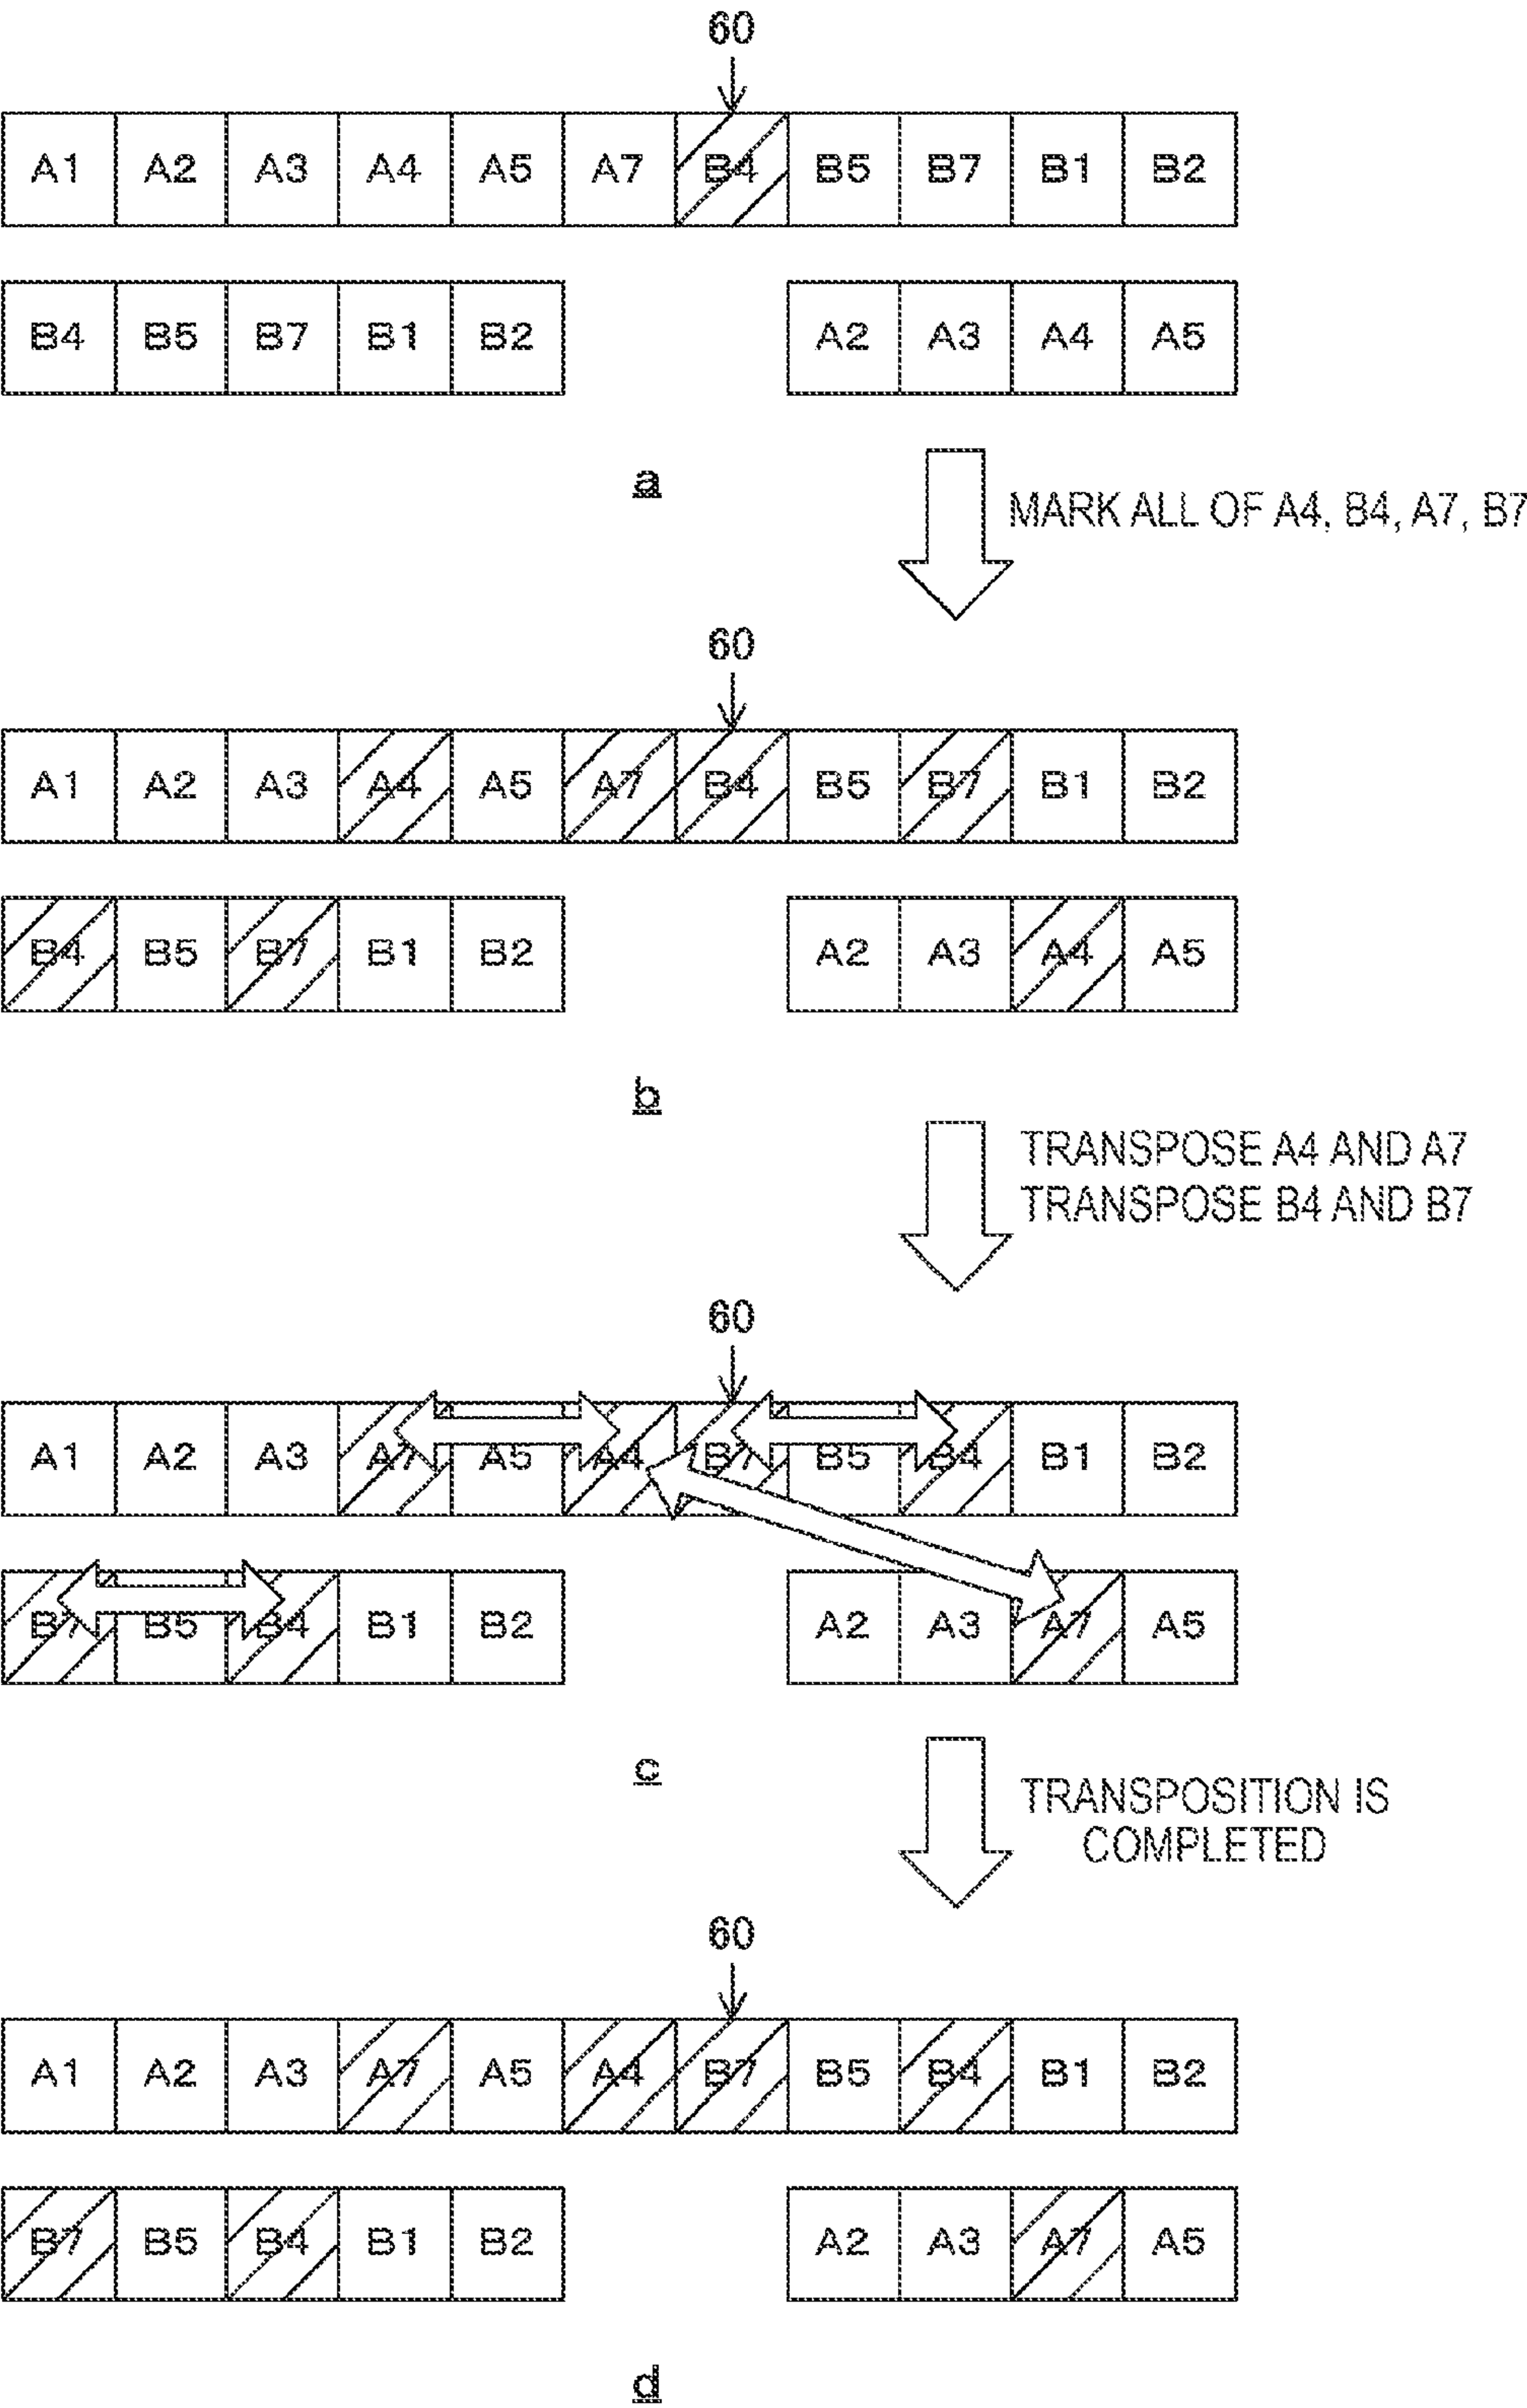 60
A1 A2 A3 A4 A5 A7 B4 B5 B7 B1 B2
B4 B5 B7 B1 B2 A2 A3 A4 A5
a
MARK ALL OF A4, B4, A7, B7
60
A1 A2 A3 A4 A5 A7 B4 B5 B7 B1 B2
B4 B5 B7 B1 B2 A2 A3 A4 A5
b
TRANSPOSE A4 AND A7
TRANSPOSE B4 AND B7
60
A1 A2 A3 A7 A5 A4 B7 B5 B4 B1 B2
B7 B5 B4 B1 B2 A2 A3 A7 A5
c
TRANSPOSITION IS
COMPLETED
60
A1 A2 A3 A7 A5 A4 B7 B5 B4 B1 B2
B7 B5 B4 B1 B2 A2 A3 A7 A5
d